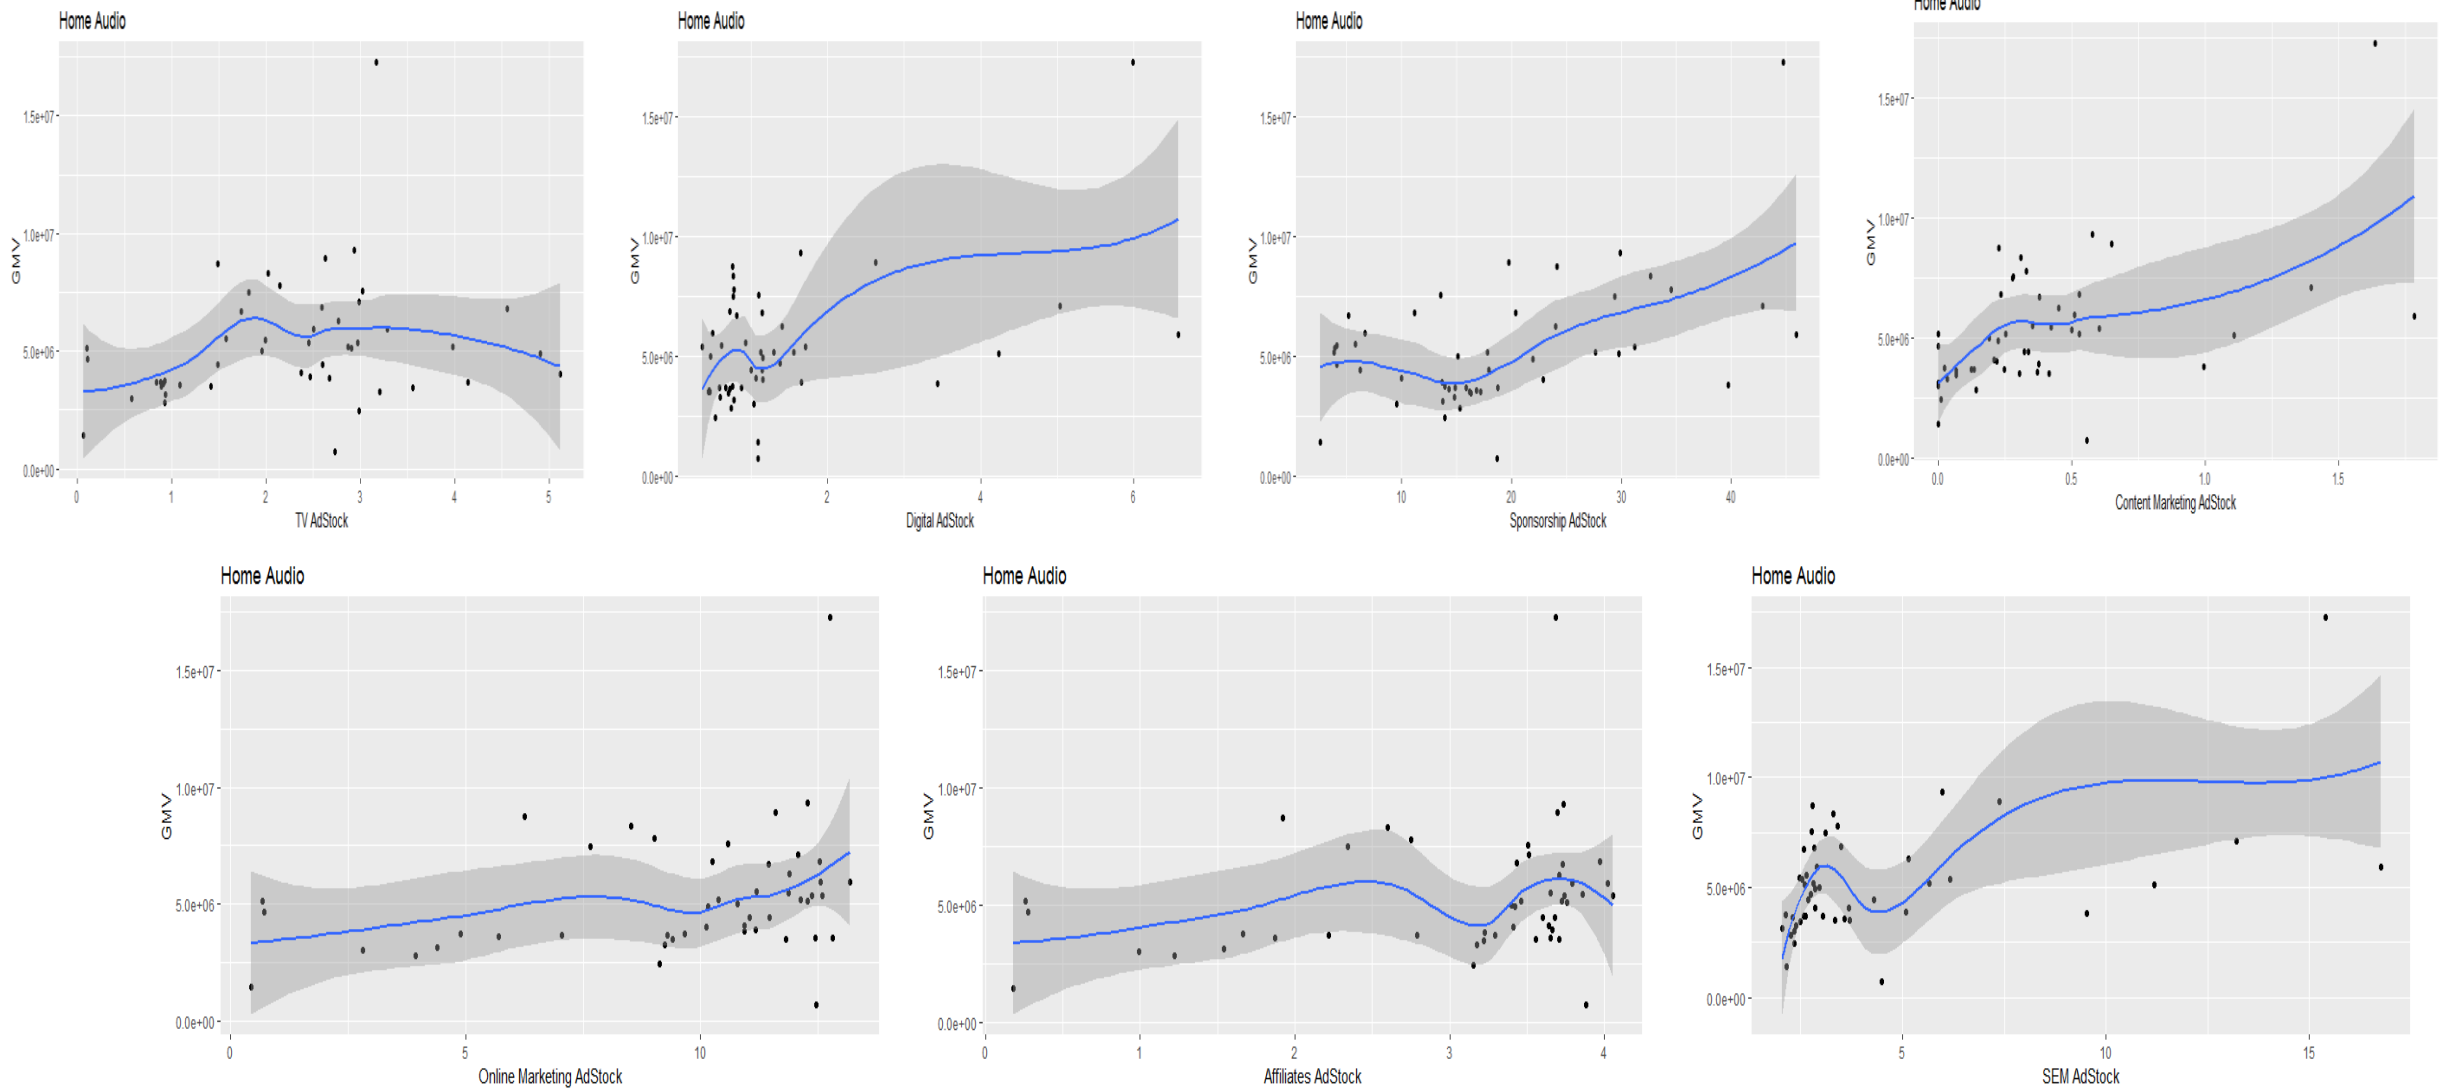 Home Audio
GMV
1.5e+07
1.0e+07
5.0e+06
0.0e+00
0 1 2 3 4 5
TV AdStock
Home Audio
GMV
1.5e+07
1.0e+07
5.0e+06
0.0e+00
2 4 6
Digital AdStock
Home Audio
GMV
1.5e+07
1.0e+07
5.0e+06
0.0e+00
10 20 30 40
Sponsorship AdStock
Home Audio
GMV
1.5e+07
1.0e+07
5.0e+06
0.0e+00
0.0 0.5 1.0 1.5
Content Marketing AdStock
Home Audio
GMV
1.5e+07
1.0e+07
5.0e+06
0.0e+00
0 5 10
Online Marketing AdStock
Home Audio
GMV
1.5e+07
1.0e+07
5.0e+06
0.0e+00
0 1 2 3 4
Affiliates AdStock
Home Audio
GMV
1.5e+07
1.0e+07
5.0e+06
0.0e+00
5 10 15
SEM AdStock